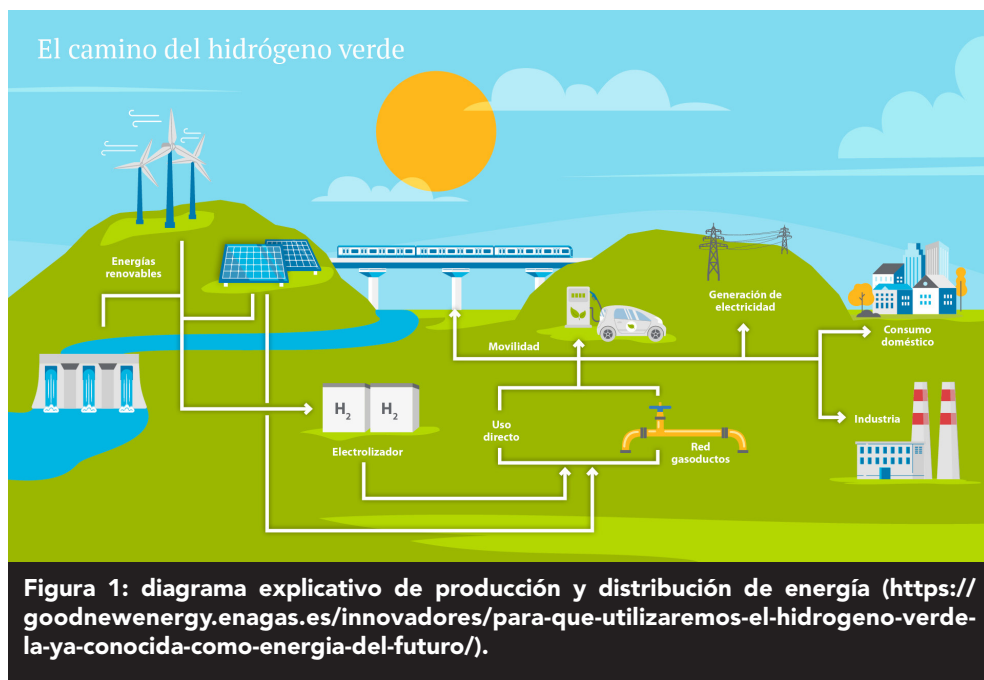 El camino del hidrógeno verde
Energías
renovables
Generación de
electricidad
Movilidad
Consumo
doméstico
H2 H2
Electrolizador
Uso
directo
Red
gasoductos
Industria
Figura 1: diagrama explicativo de producción y distribución de energía (https://
goodnewenergy.enagas.es/innovadores/para-que-utilizaremos-el-hidrogeno-verde-
la-ya-conocida-como-energia-del-futuro/).